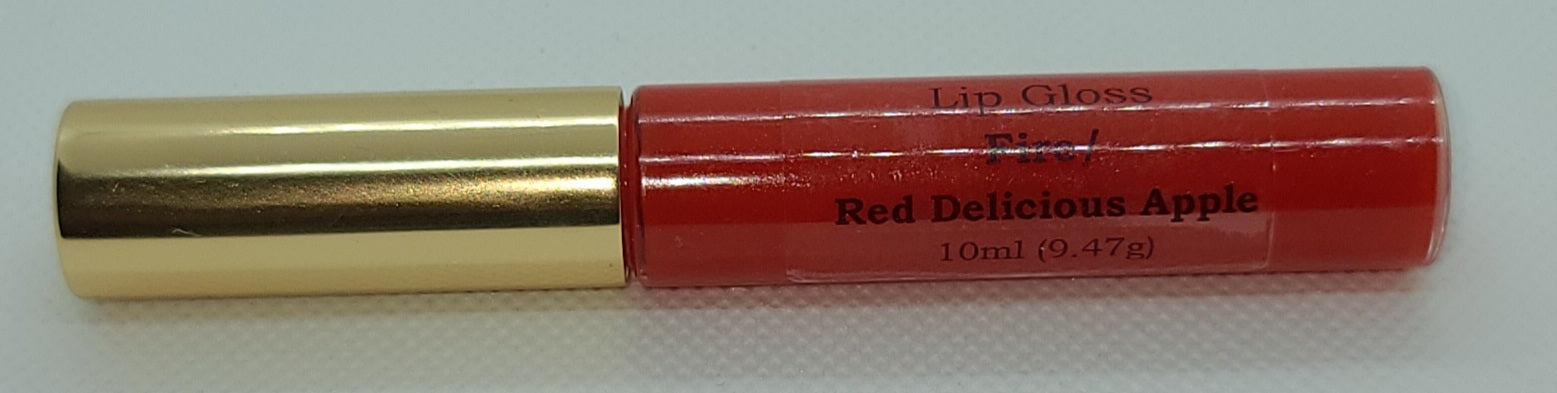 Lip Gloss
Fire/
Red Delicious Apple
10ml (9.47g)